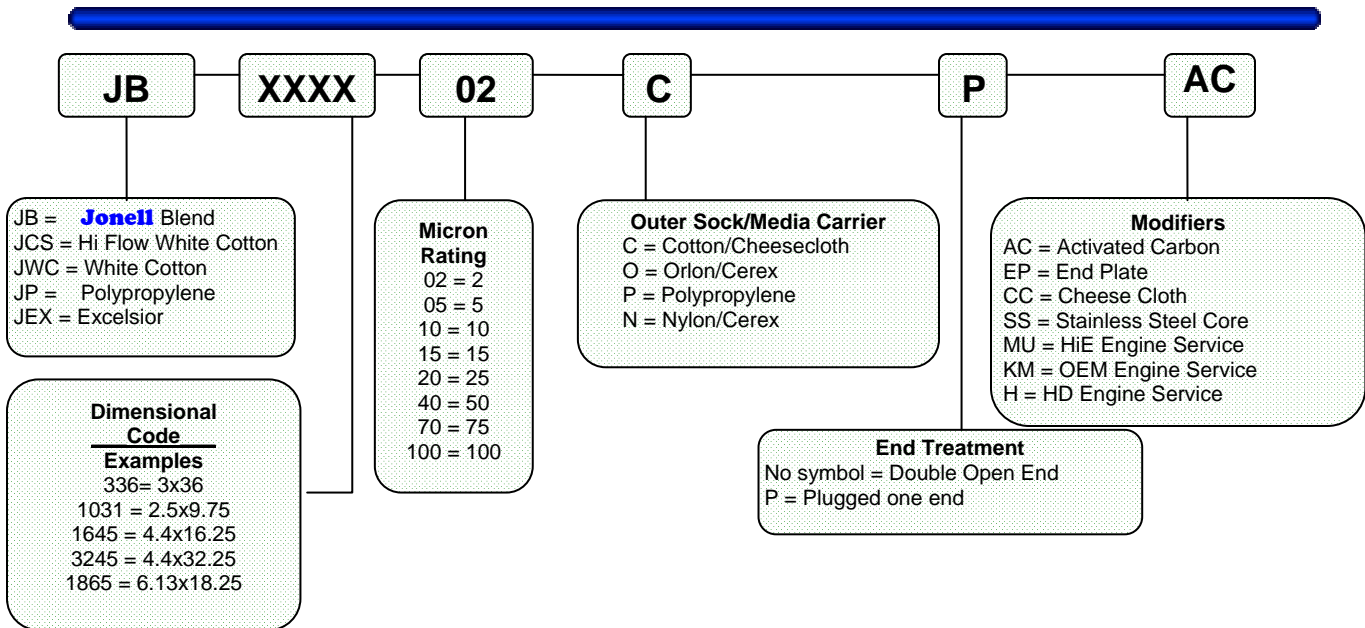 JB XXXX 02 C P AC
JB = Jonell Blend
JCS = Hi Flow White Cotton
JWC = White Cotton
JP = Polypropylene
JEX = Excelsior
Dimensional
Code
Examples
336= 3x36
1031 = 2.5x9.75
1645 = 4.4x16.25
3245 = 4.4x32.25
1865 = 6.13x18.25
Micron
Rating
02 = 2
05 = 5
10 = 10
15 = 15
20 = 25
40 = 50
70 = 75
100 = 100
Outer Sock/Media Carrier
C = Cotton/Cheesecloth
O = Orlon/Cerex
P = Polypropylene
N = Nylon/Cerex
End Treatment
No symbol = Double Open End
P = Plugged one end
Modifiers
AC = Activated Carbon
EP = End Plate
CC = Cheese Cloth
SS = Stainless Steel Core
MU = HiE Engine Service
KM = OEM Engine Service
H = HD Engine Service